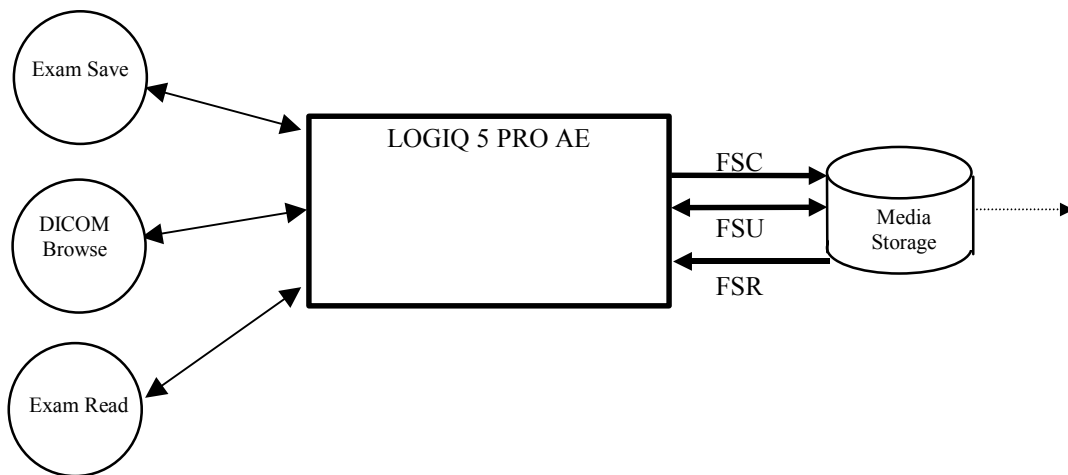 Exam Save
LOGIQ 5 PRO AE
FSC
DICOM
Browse
FSU
Media
Storage
FSR
Exam Read